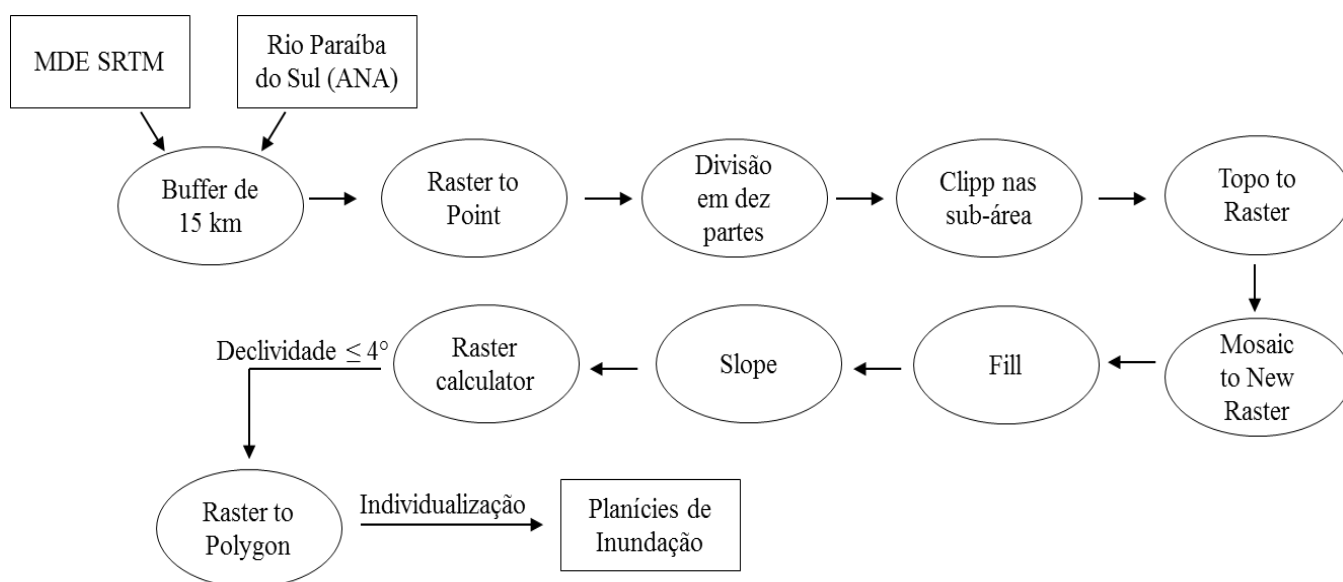 MDE SRTM
Rio Paraíba
do Sul (ANA)
Buffer de
15 km
Raster to
Point
Divisão
em dez
partes
Clipp nas
sub-área
Topo to
Raster
Mosaic
to New
Raster
Fill
Slope
Raster
calculator
Declividade ≤ 4°
Raster to
Polygon
Individualização
Planícies de
Inundação